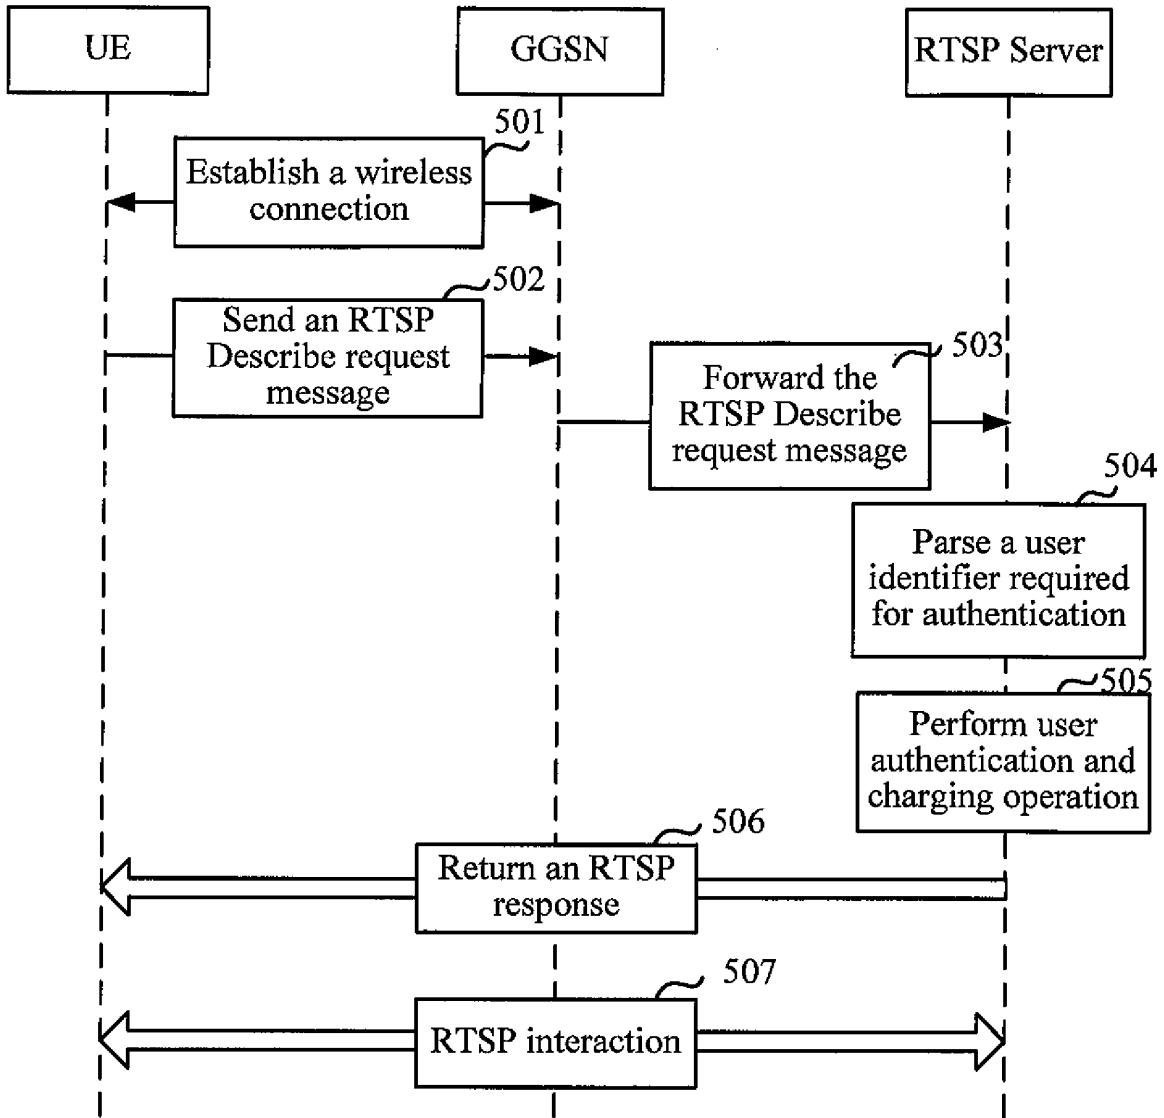 UE
GGSN
RTSP Server
501
Establish a wireless
connection
502
Send an RTSP
Describe request
message
503
Forward the
RTSP Describe
request message
504
Parse a user
identifier required
for authentication
505
Perform user
authentication and
charging operation
506
Return an RTSP
response
507
RTSP interaction